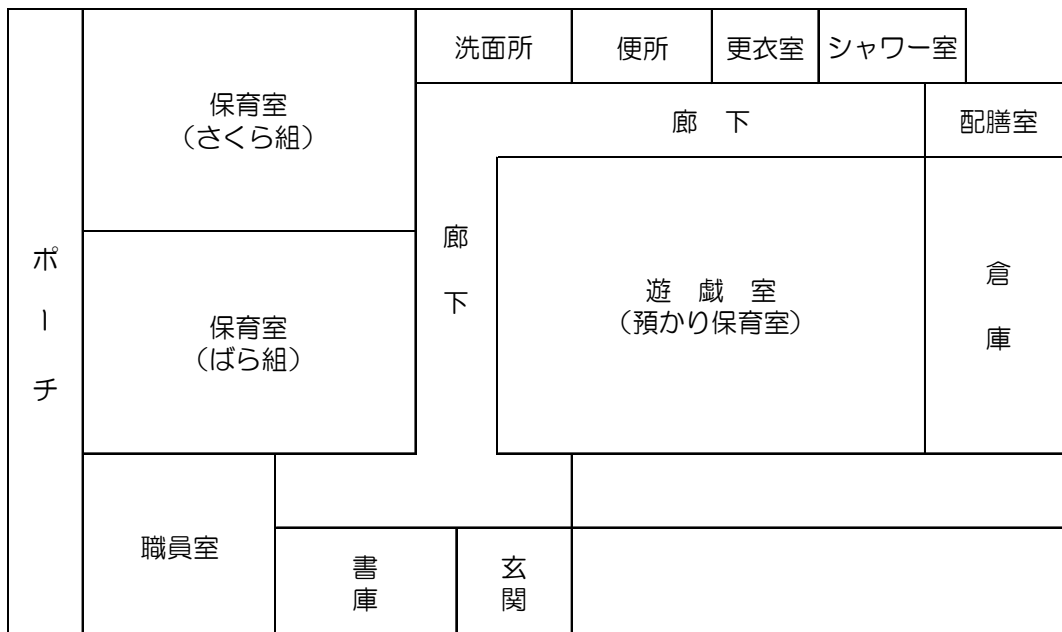 洗面所
便所
更衣室
シャワー室
保育室
（さくら組）
廊　下
配膳室
ポーチ
廊下
保育室
（ばら組）
遊　戯　室
（預かり保育室）
倉庫
職員室
書庫
玄関